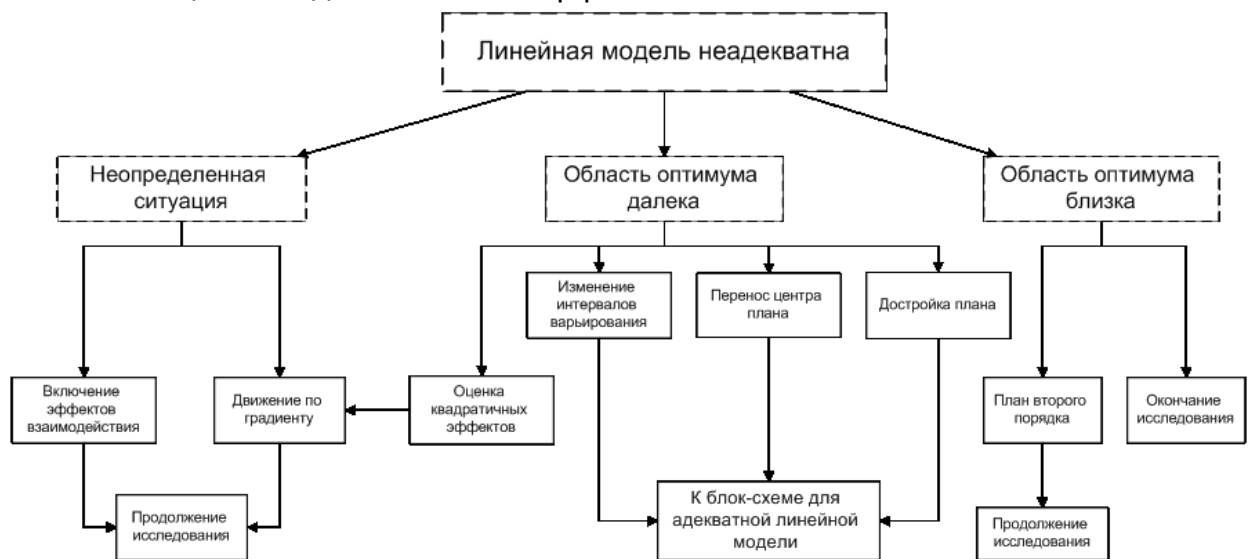 Линейная модель неадекватна
Неопределенная
ситуация
Область оптимума
далека
Область оптимума
близка
Изменение
интервалов
варьирования
Перенос центра
плана
Достройка плана
Включение
эффектов
взаимодействия
Движение по
градиенту
Оценка
квадратичных
эффектов
План второго
порядка
Окончание
исследования
Продолжение
исследования
К блок-схеме для
адекватной линейной
модели
Продолжение
исследования